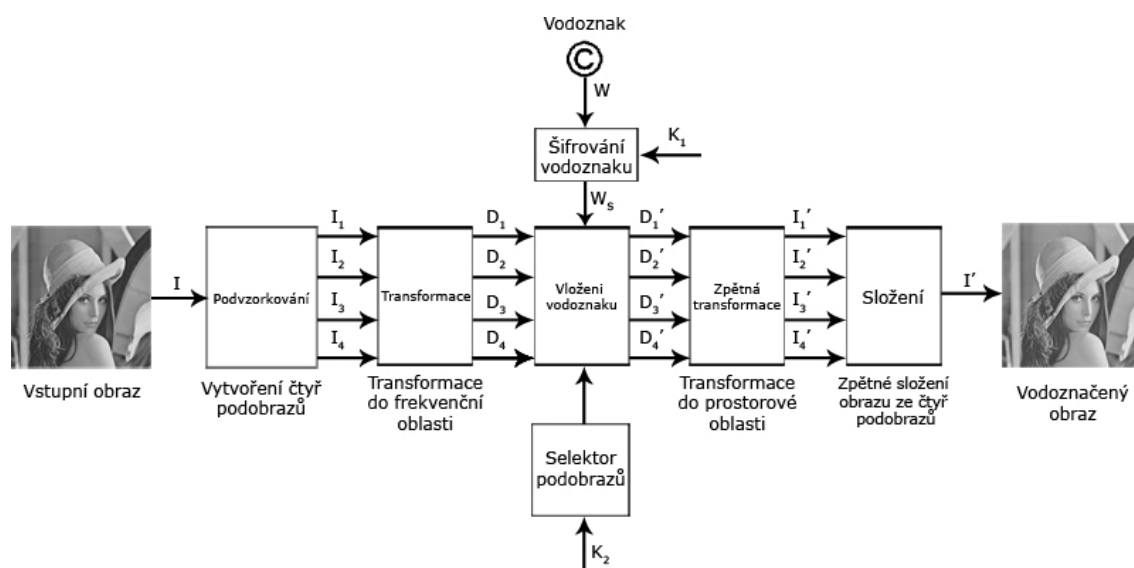 Vodoznak
©
W
Šifrování
vodoznaku
K₁
Wₛ
I
Vstupní obraz
Podvzorkování
Vytvoření čtyř
podobrazů
I₁
I₂
I₃
I₄
Transformace
Transformace
do frekvenční
oblasti
D₁
D₂
D₃
D₄
Vložení
vodoznaku
Selektor
podobrazů
K₂
D₁′
D₂′
D₃′
D₄′
Zpětná
transformace
Transformace
do prostorové
oblasti
I₁′
I₂′
I₃′
I₄′
Složení
Zpětné složení
obrazu ze čtyř
podobrazů
I′
Vodoznačený
obraz